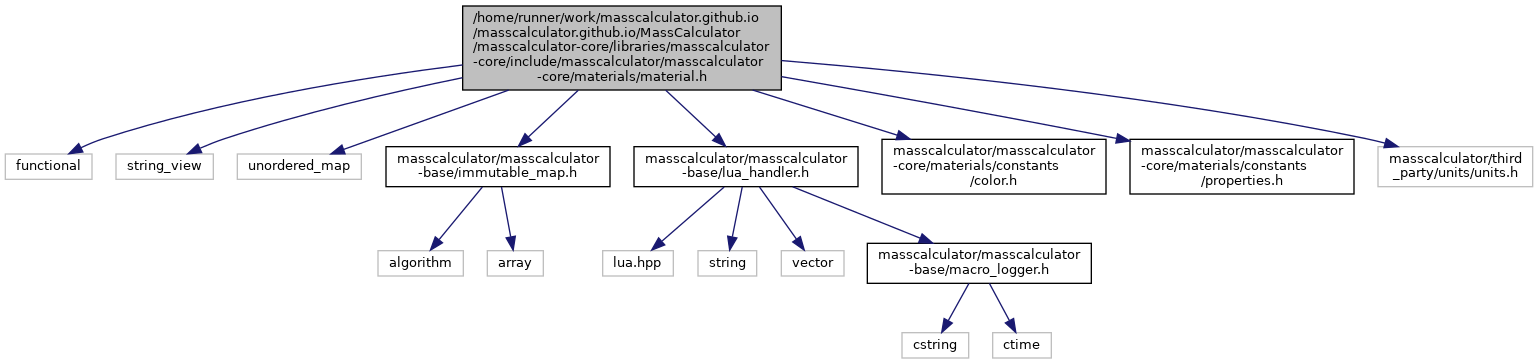 /home/runner/work/masscalculator.github.io
/masscalculator.github.io/MassCalculator
/masscalculator-core/libraries/masscalculator
-core/include/masscalculator/masscalculator
-core/materials/material.h
functional
string_view
unordered_map
masscalculator/masscalculator
-base/immutable_map.h
masscalculator/masscalculator
-base/lua_handler.h
masscalculator/masscalculator
-core/materials/constants
/color.h
masscalculator/masscalculator
-core/materials/constants
/properties.h
masscalculator/third
_party/units/units.h
algorithm
array
lua.hpp
string
vector
masscalculator/masscalculator
-base/macro_logger.h
cstring
ctime